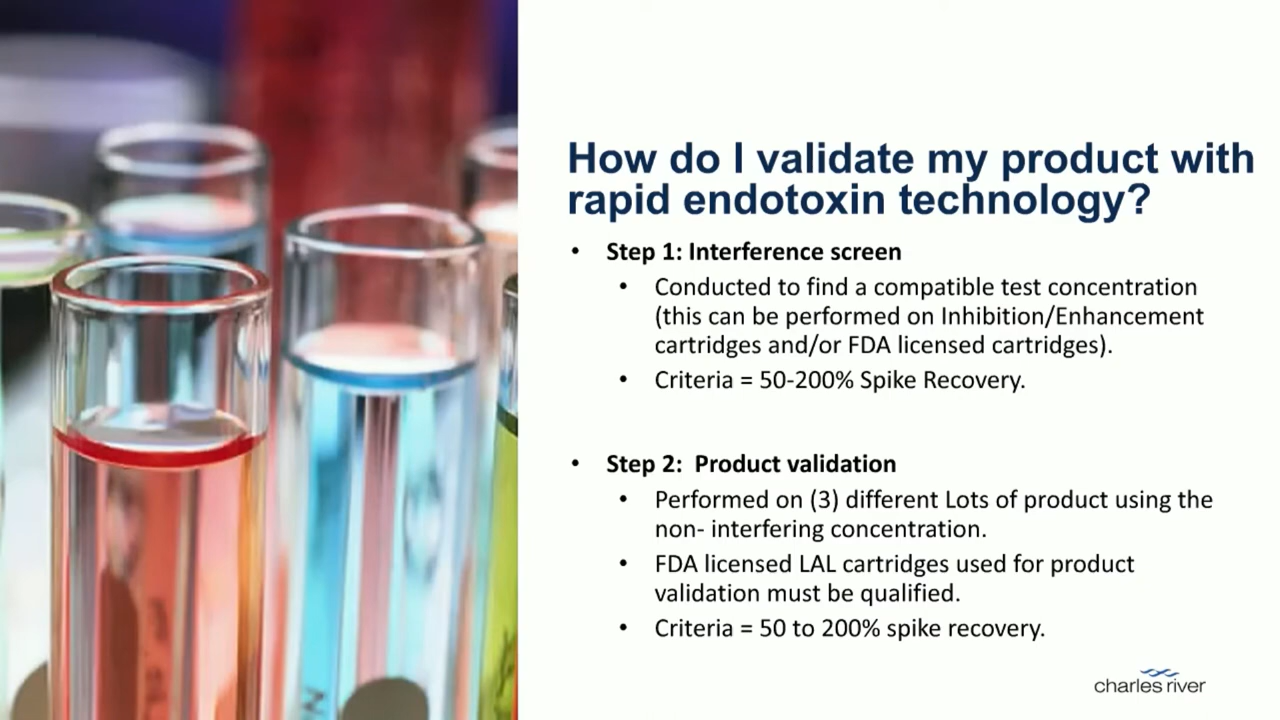 How do I validate my product with
rapid endotoxin technology?
• Step 1: Interference screen
• Conducted to find a compatible test concentration
(this can be performed on Inhibition/Enhancement
cartridges and/or FDA licensed cartridges).
• Criteria = 50-200% Spike Recovery.
• Step 2:  Product validation
• Performed on (3) different Lots of product using the
non- interfering concentration.
• FDA licensed LAL cartridges used for product
validation must be qualified.
• Criteria = 50 to 200% spike recovery.
charles river